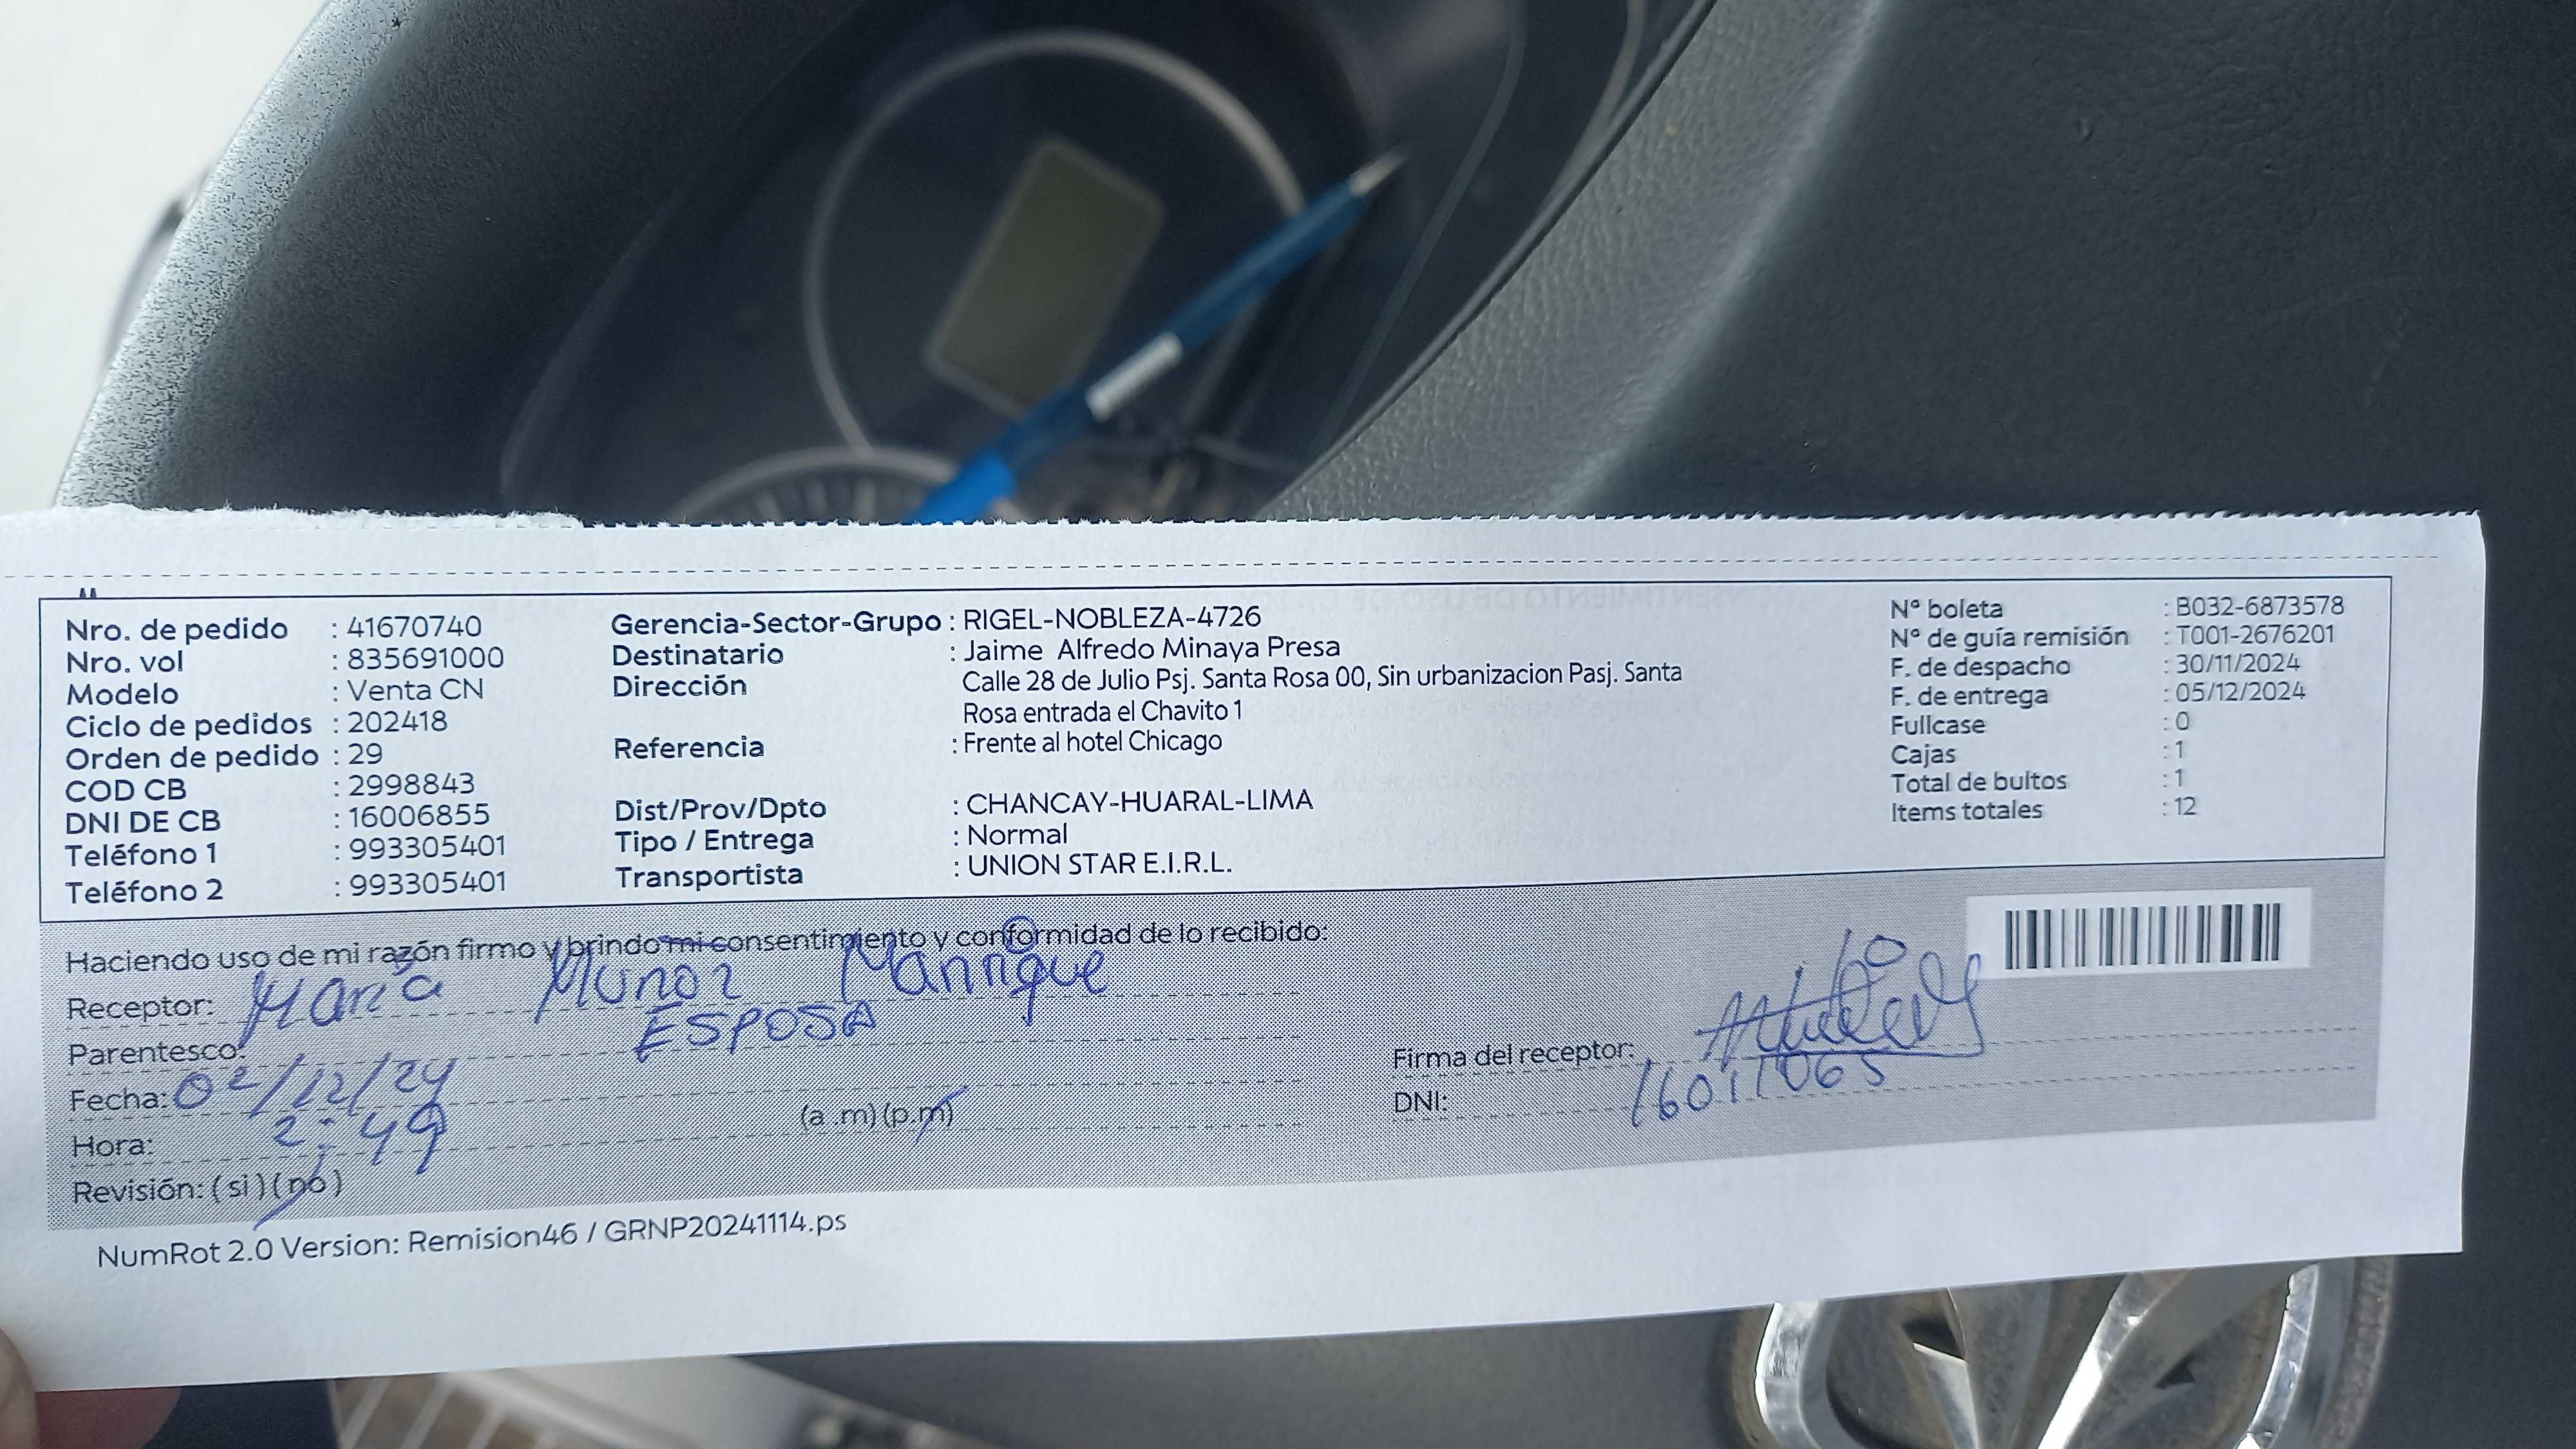 Nro. de pedido : 41670740
Nro. vol : 835691000
Modelo : Venta CN
Ciclo de pedidos : 202418
Orden de pedido : 29
COD CB : 2998843
DNI DE CB : 16006855
Teléfono 1 : 993305401
Teléfono 2 : 993305401
Gerencia-Sector-Grupo : RIGEL-NOBLEZA-4726
Destinatario : Jaime Alfredo Minaya Presa
Dirección Calle 28 de Julio Psj. Santa Rosa 00, Sin urbanizacion Pasj. Santa
Rosa entrada el Chavito 1
Referencia : Frente al hotel Chicago
Dist/Prov/Dpto : CHANCAY-HUARAL-LIMA
Tipo / Entrega : Normal
Transportista : UNION STAR E.I.R.L.
Nº boleta : B032-6873578
Nº de guía remisión : T001-2676201
F. de despacho : 30/11/2024
F. de entrega : 05/12/2024
Fullcase : 0
Cajas : 1
Total de bultos : 1
Items totales : 12
Haciendo uso de mi razón firmo y brindo mi consentimiento y conformidad de lo recibido:
Receptor: María Munoz Manrique
Parentesco: ESPOSA
Fecha: 02/12/24
Hora: 2:49 (a .m) (p.m)
Revisión: (si) (no)
Firma del receptor:
DNI: 16011065
NumRot 2.0 Version: Remision46 / GRNP20241114.ps